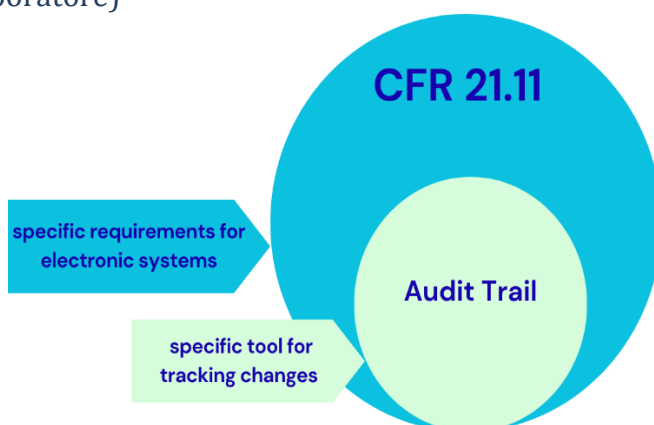 CFR 21.11
specific requirements for
electronic systems
Audit Trail
specific tool for
tracking changes